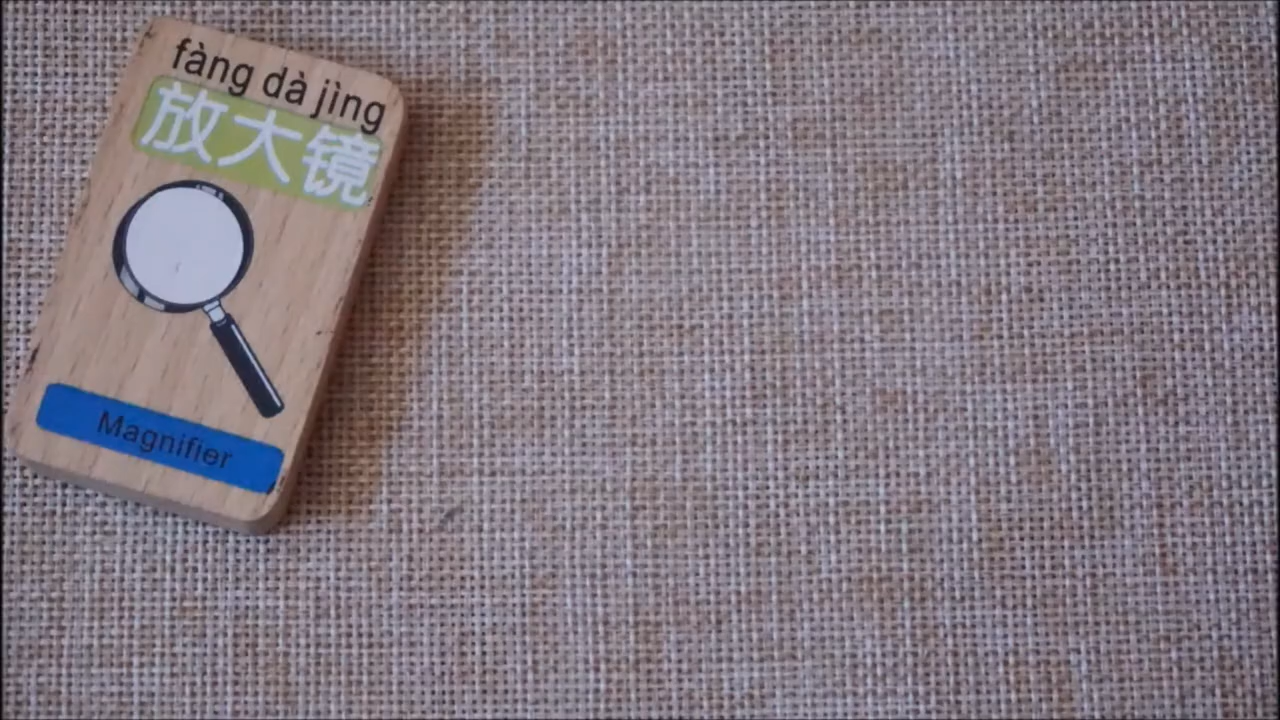 fàng dà jìng
放大镜
Magnifier